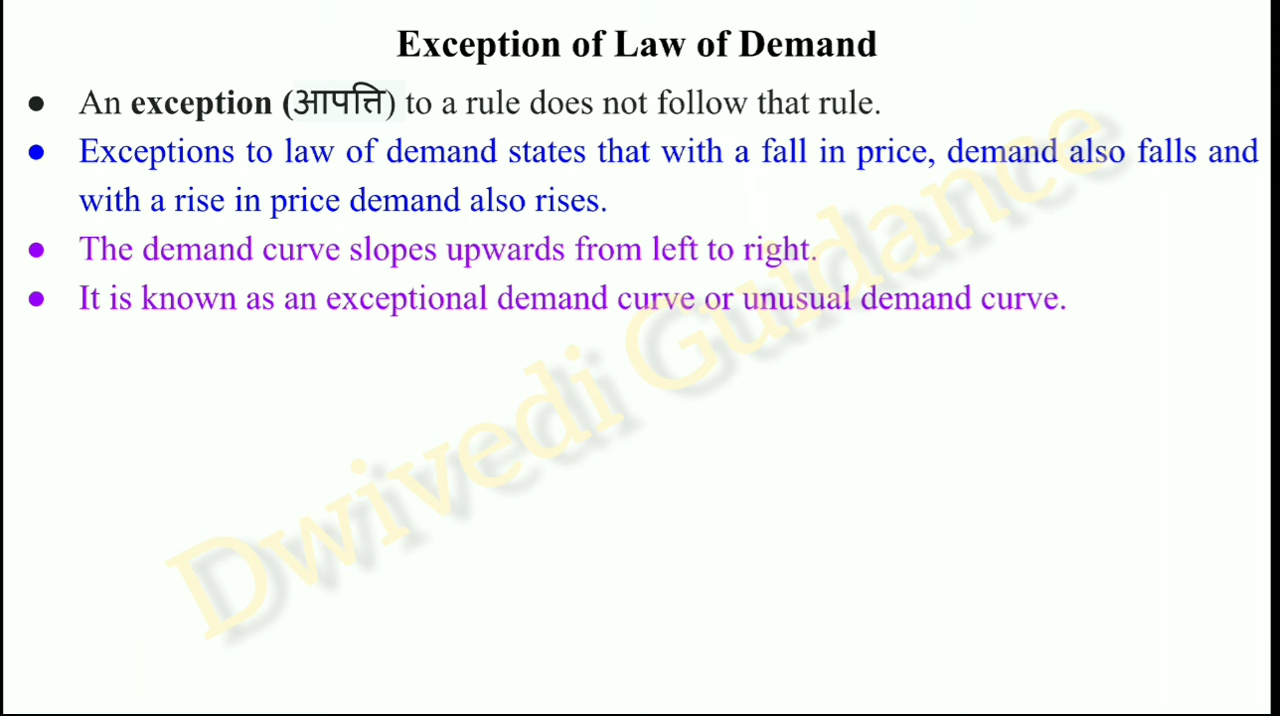 Exception of Law of Demand
● An exception (आपत्ति) to a rule does not follow that rule.
● Exceptions to law of demand states that with a fall in price, demand also falls and
with a rise in price demand also rises.
● The demand curve slopes upwards from left to right.
● It is known as an exceptional demand curve or unusual demand curve.
Dwivedi Guidance